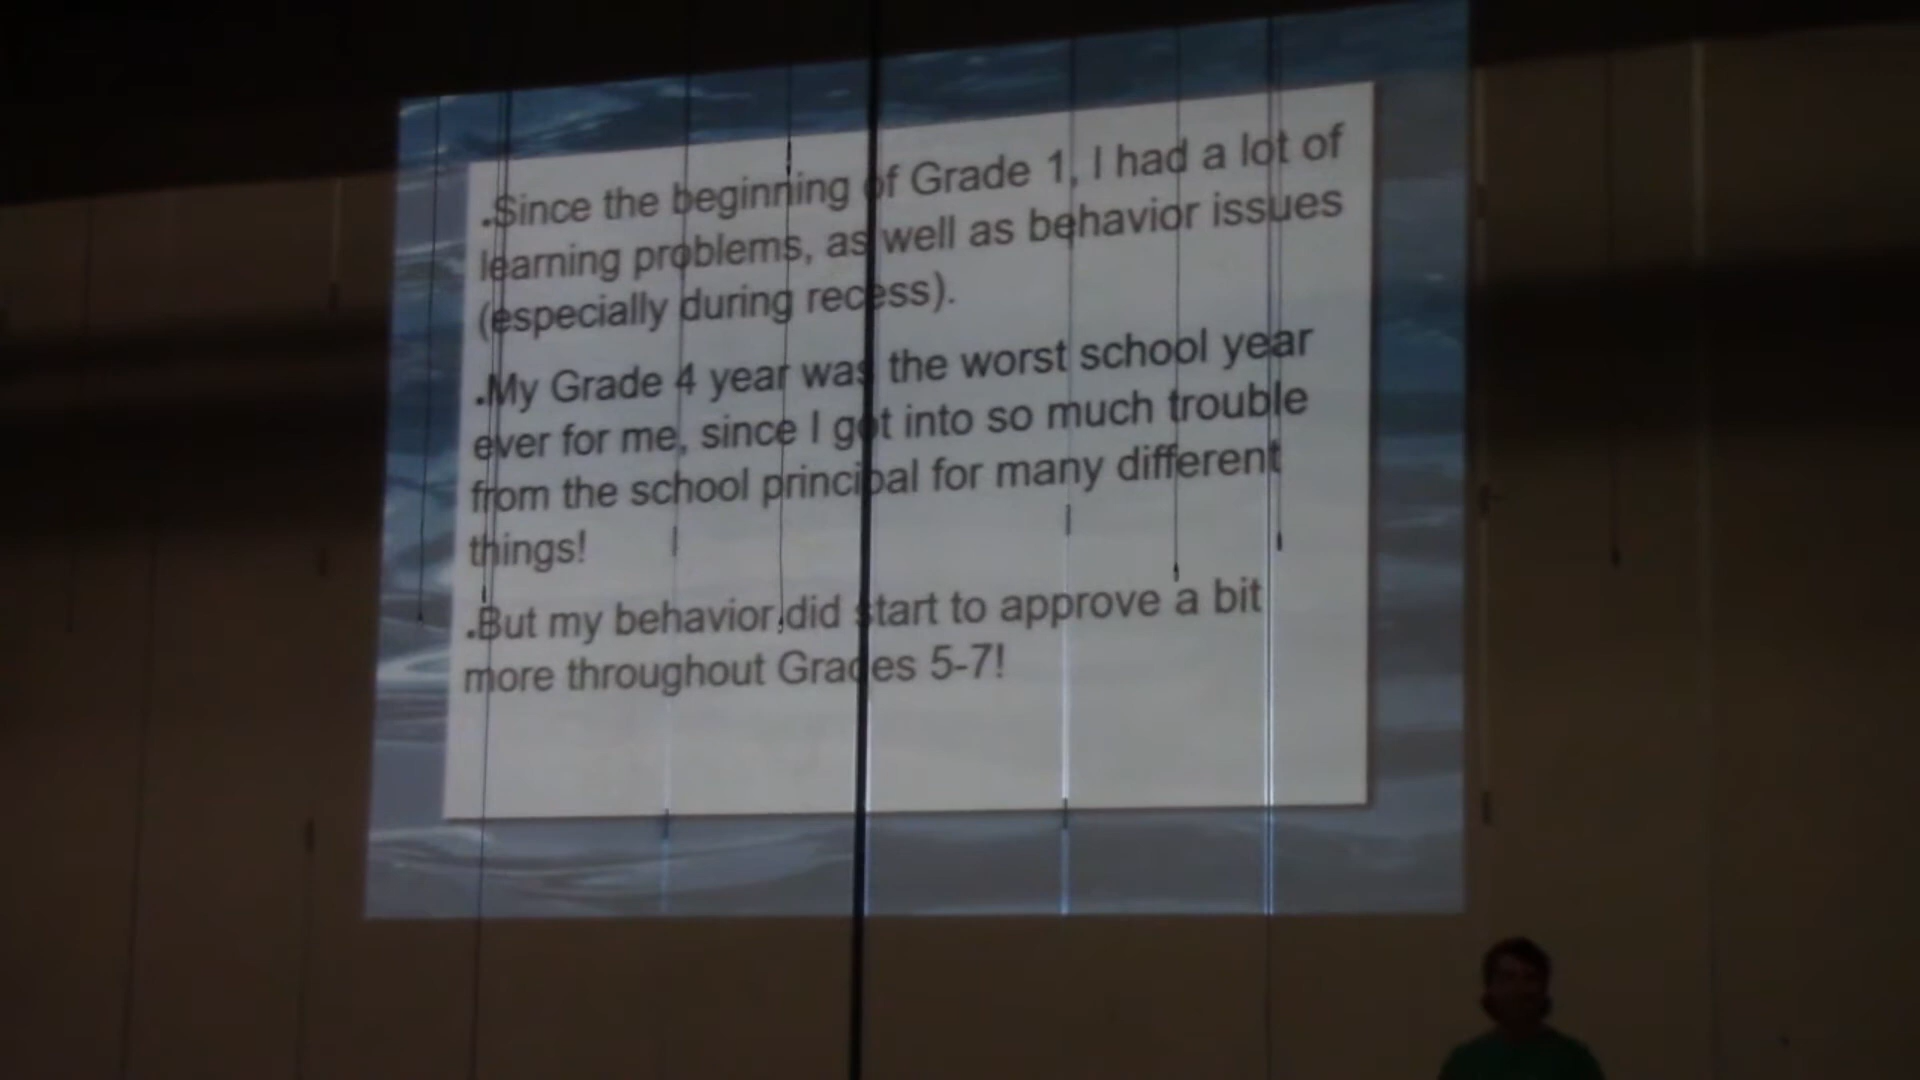 .Since the beginning of Grade 1, I had a lot of
learning problems, as well as behavior issues
(especially during recess).
.My Grade 4 year was the worst school year
ever for me, since I got into so much trouble
from the school principal for many different
things!
.But my behavior did start to approve a bit
more throughout Grades 5-7!